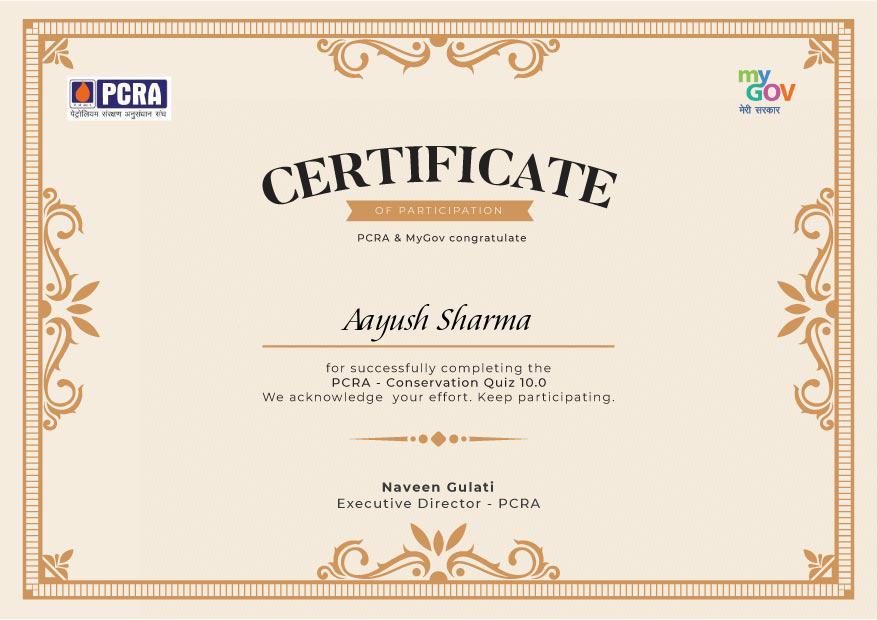 PCRA
पेट्रोलियम संरक्षण अनुसंधान संघ
my
GOV
मेरी सरकार
CERTIFICATE
OF PARTICIPATION
PCRA & MyGov congratulate
Aayush Sharma
for successfully completing the
PCRA - Conservation Quiz 10.0
We acknowledge your effort. Keep participating.
Naveen Gulati
Executive Director - PCRA